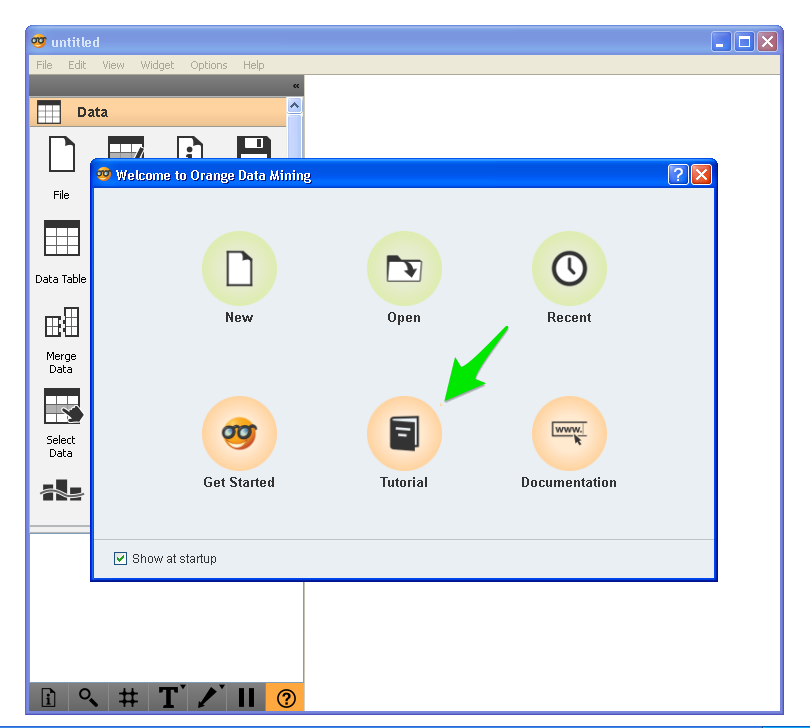 untitled
File Edit View Widget Options Help
«
Data
File
Data Table
Merge
Data
Select
Data
Welcome to Orange Data Mining
?
New
Open
Recent
Get Started
Tutorial
www.
Documentation
Show at startup
i
T
?